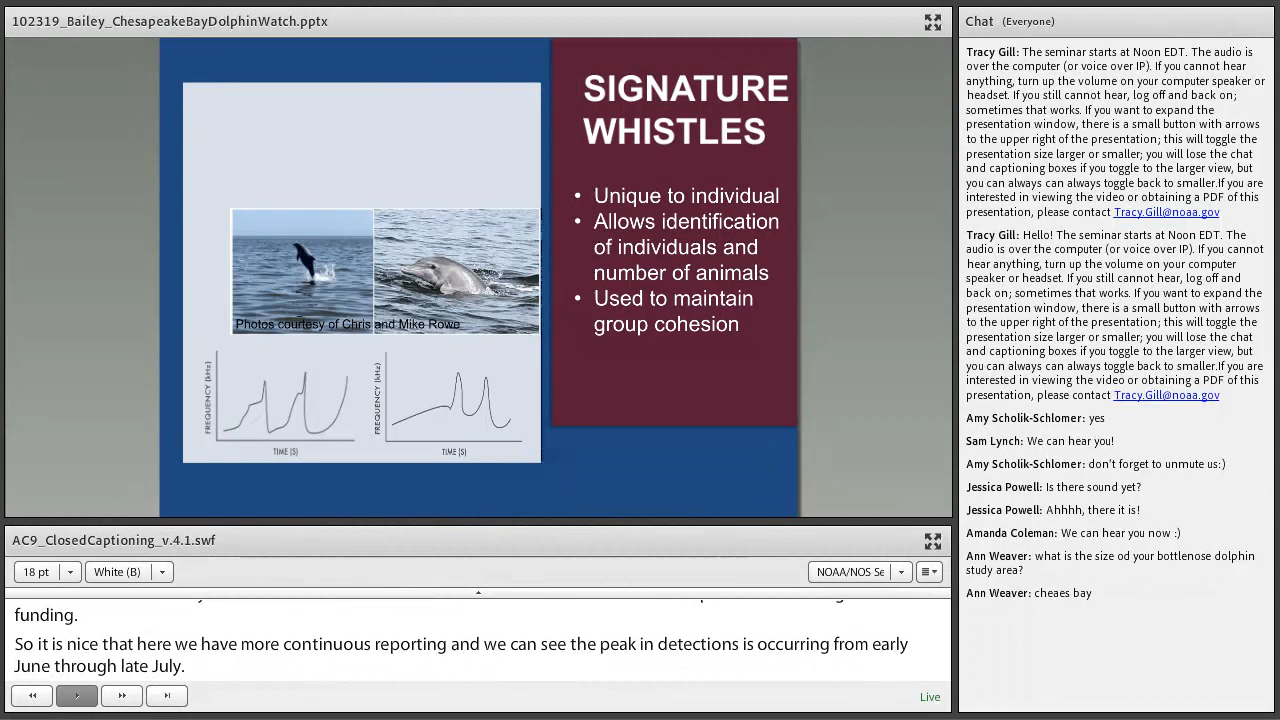 102319_Bailey_ChesapeakeBayDolphinWatch.pptx
SIGNATURE
WHISTLES
• Unique to individual
• Allows identification
of individuals and
number of animals
• Used to maintain
group cohesion
Photos courtesy of Chris and Mike Rowe
FREQUENCY (kHz)
TIME (S)
FREQUENCY (kHz)
TIME (S)
AC9_ClosedCaptioning_v.4.1.swf
18 pt
White (B)
NOAA/NOS Se
funding.
So it is nice that here we have more continuous reporting and we can see the peak in detections is occurring from early
June through late July.
Live
Chat (Everyone)
Tracy Gill: The seminar starts at Noon EDT. The audio is
over the computer (or voice over IP). If you cannot hear
anything, turn up the volume on your computer speaker or
headset. If you still cannot hear, log off and back on;
sometimes that works. If you want to expand the
presentation window, there is a small button with arrows
to the upper right of the presentation; this will toggle the
presentation size larger or smaller; you will lose the chat
and captioning boxes if you toggle to the larger view, but
you can always can always toggle back to smaller.If you are
interested in viewing the video or obtaining a PDF of this
presentation, please contact Tracy.Gill@noaa.gov
Tracy Gill: Hello! The seminar starts at Noon EDT. The
audio is over the computer (or voice over IP). If you cannot
hear anything, turn up the volume on your computer
speaker or headset. If you still cannot hear, log off and
back on; sometimes that works. If you want to expand the
presentation window, there is a small button with arrows
to the upper right of the presentation; this will toggle the
presentation size larger or smaller; you will lose the chat
and captioning boxes if you toggle to the larger view, but
you can always can always toggle back to smaller.If you are
interested in viewing the video or obtaining a PDF of this
presentation, please contact Tracy.Gill@noaa.gov
Amy Scholik-Schlomer: yes
Sam Lynch: We can hear you!
Amy Scholik-Schlomer: don't forget to unmute us:)
Jessica Powell: Is there sound yet?
Jessica Powell: Ahhhh, there it is!
Amanda Coleman: We can hear you now :)
Ann Weaver: what is the size od your bottlenose dolphin
study area?
Ann Weaver: cheaes bay